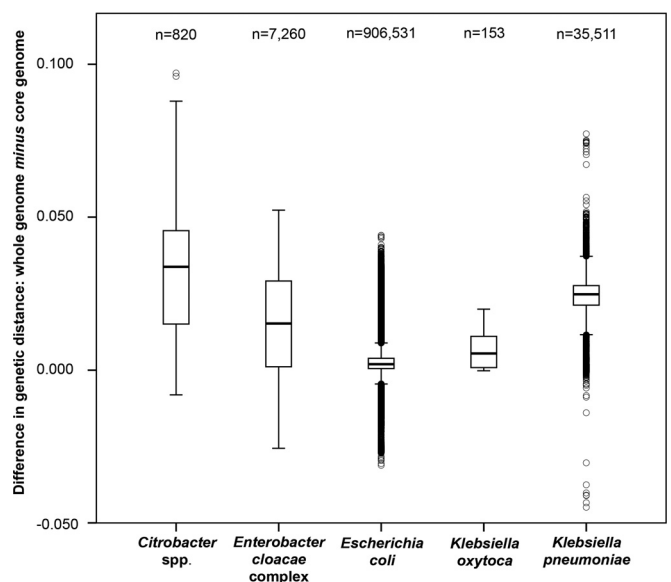 n=820 n=7,260 n=906,531 n=153 n=35,511
0.100
0.050
0.000
-0.050
Difference in genetic distance: whole genome minus core genome
Citrobacter Enterobacter Escherichia Klebsiella Klebsiella
spp. cloacae coli oxytoca pneumoniae
complex